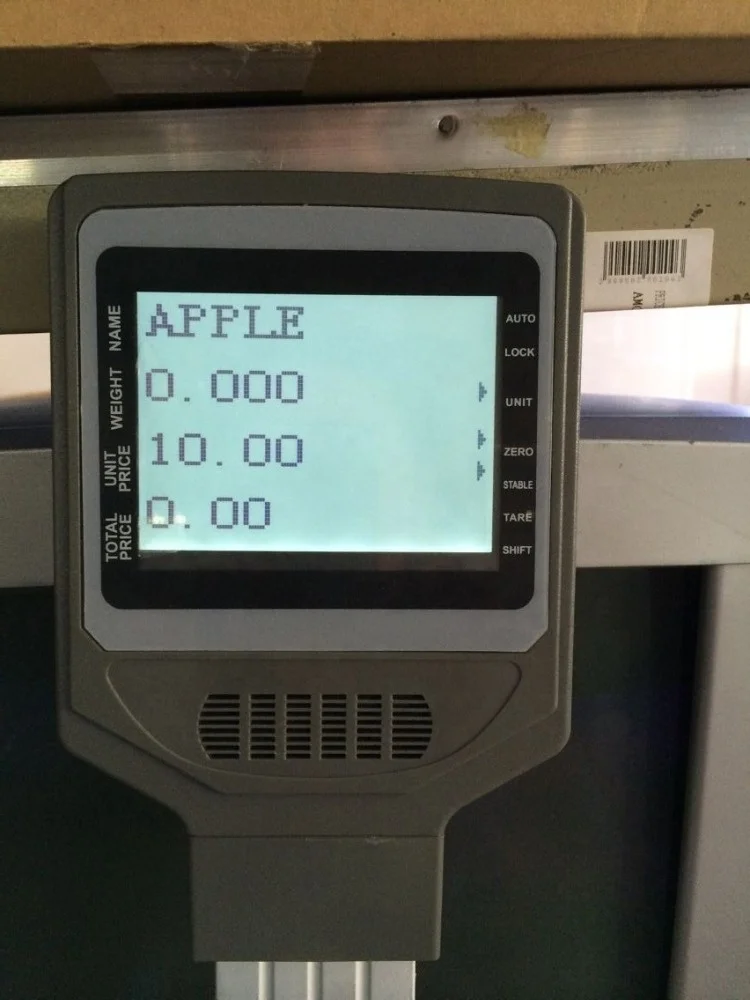 NAME APPLE AUTO
LOCK
WEIGHT 0.000 UNIT
UNIT PRICE 10.00 ZERO
STABLE
TOTAL PRICE 0.00 TARE
SHIFT